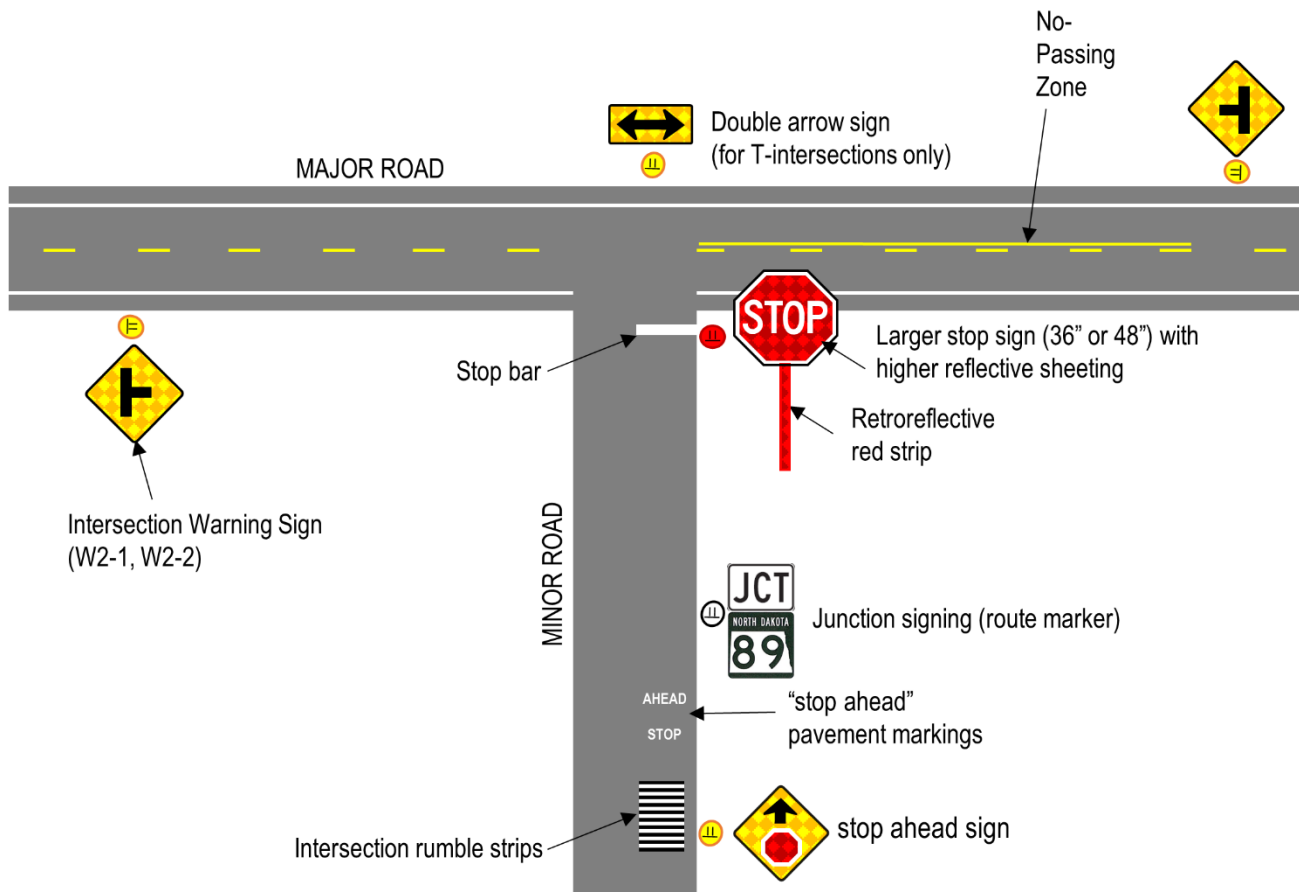 No-
Passing
Zone
Double arrow sign
(for T-intersections only)
MAJOR ROAD
STOP
Larger stop sign (36” or 48”) with
higher reflective sheeting
Stop bar
Retroreflective
red strip
Intersection Warning Sign
(W2-1, W2-2)
MINOR ROAD
JCT
NORTH DAKOTA
89
Junction signing (route marker)
AHEAD
STOP
“stop ahead”
pavement markings
Intersection rumble strips
stop ahead sign